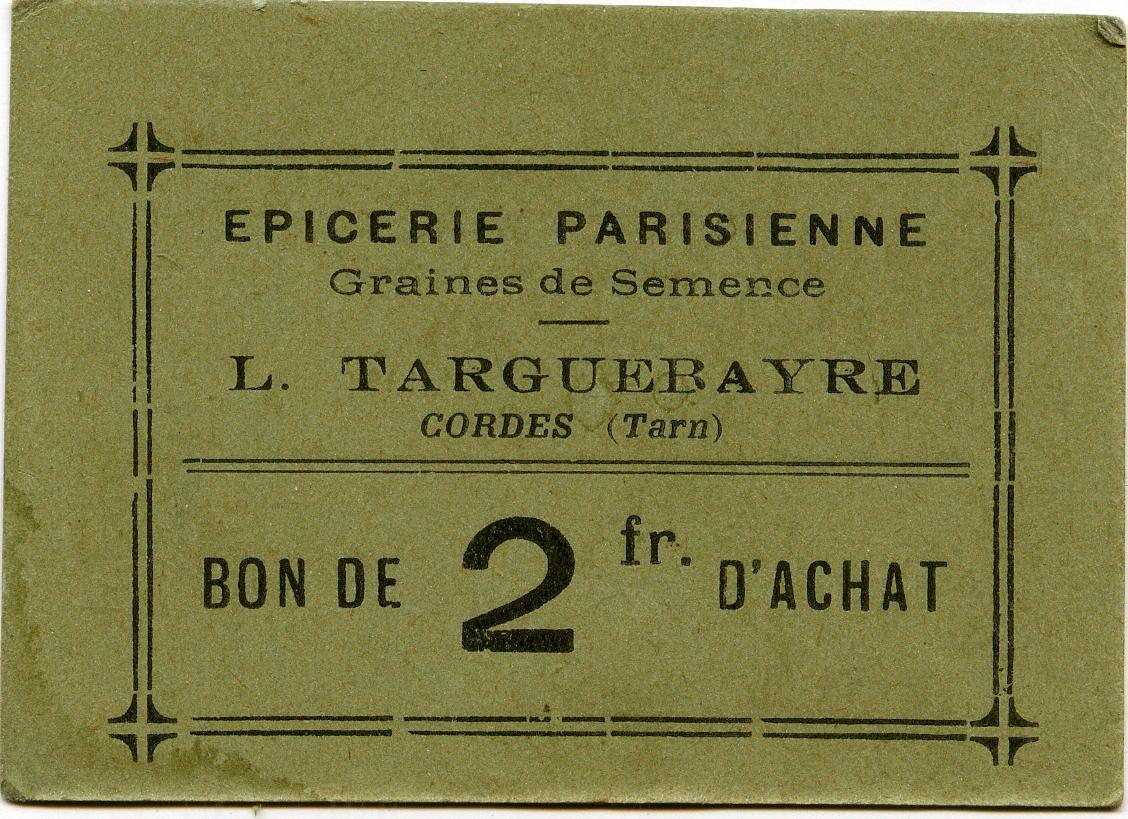 EPICERIE PARISIENNE
Graines de Semence
L. TARGUEBAYRE
CORDES (Tarn)
BON DE 2 fr. D'ACHAT